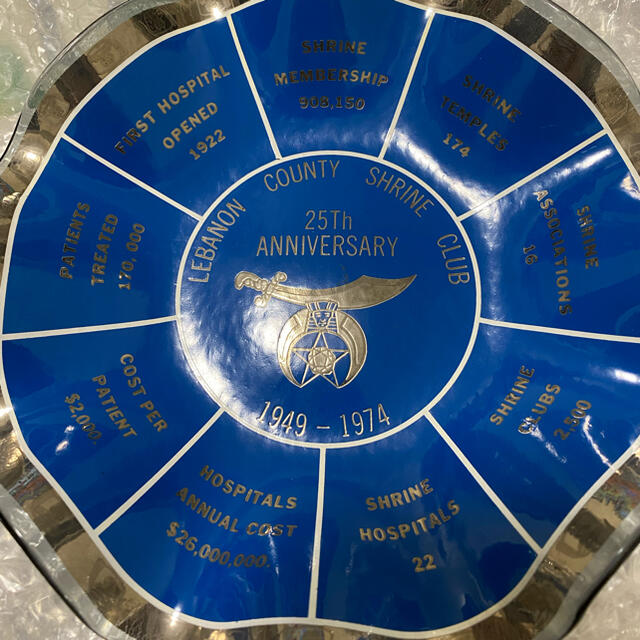 LEBANON COUNTY SHRINE CLUB
25Th
ANNIVERSARY
1949 - 1974
SHRINE
MEMBERSHIP
908,150
SHRINE
TEMPLES
174
SHRINE
ASSOCIATIONS
16
SHRINE
CLUBS
2,500
SHRINE
HOSPITALS
22
HOSPITALS
ANNUAL COST
$26,000,000.
COST PER
PATIENT
$2000.
PATIENTS
TREATED
170,000
FIRST HOSPITAL
OPENED
1922